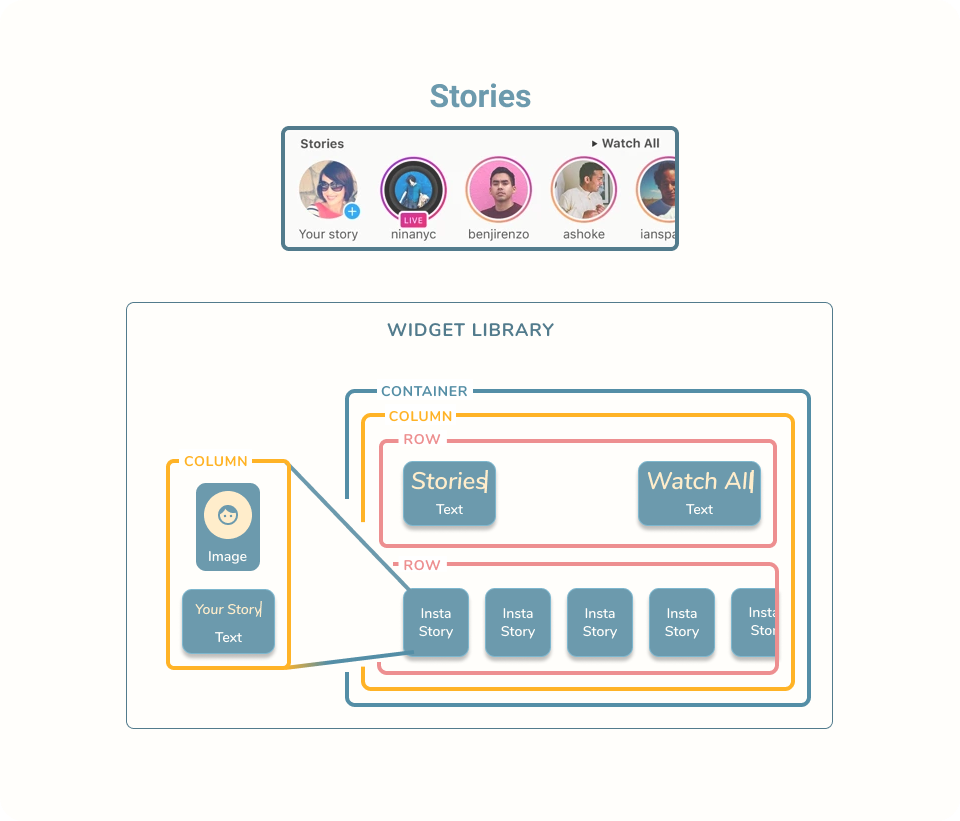 Stories
Stories
Watch All
LIVE
Your story
ninanyc
benjirenzo
ashoke
ianspa
WIDGET LIBRARY
CONTAINER
COLUMN
ROW
Stories
Text
Watch All
Text
COLUMN
Image
Your Story
Text
ROW
Insta
Story
Insta
Story
Insta
Story
Insta
Story
Insta
Stor